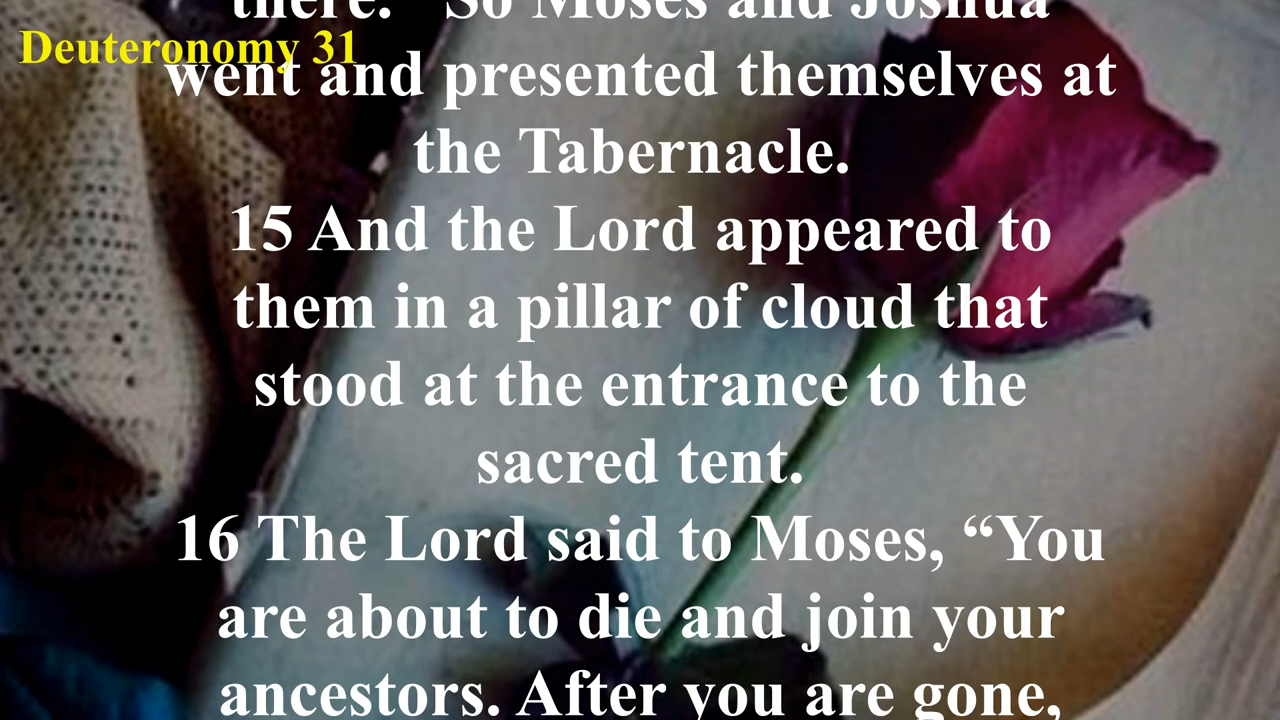 Deuteronomy 31
there.” So Moses and Joshua
went and presented themselves at
the Tabernacle.
15 And the Lord appeared to
them in a pillar of cloud that
stood at the entrance to the
sacred tent.
16 The Lord said to Moses, “You
are about to die and join your
ancestors. After you are gone,